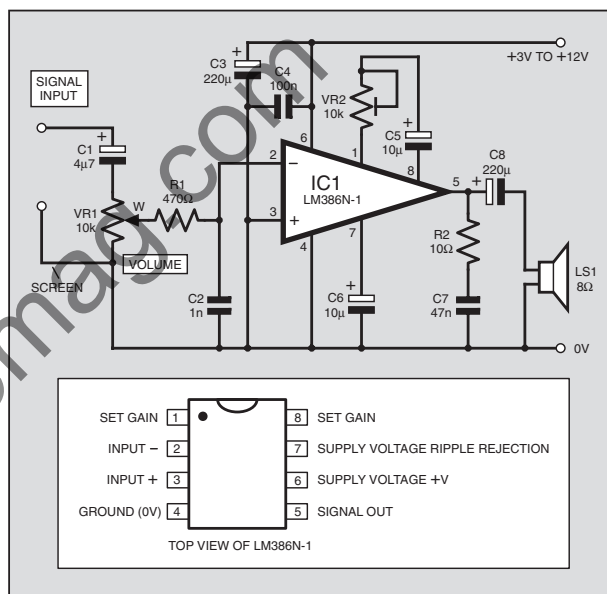 SIGNAL
INPUT
C1
4μ7
VR1
10k
W
VOLUME
SCREEN
R1
470Ω
C2
1n
C3
220μ
C4
100n
VR2
10k
C5
10μ
+3V TO +12V
6
2
−
3
+
1
8
IC1
LM386N-1
4
7
5
C6
10μ
C8
220μ
R2
10Ω
C7
47n
LS1
8Ω
0V
SET GAIN 1
INPUT − 2
INPUT + 3
GROUND (0V) 4
8 SET GAIN
7 SUPPLY VOLTAGE RIPPLE REJECTION
6 SUPPLY VOLTAGE +V
5 SIGNAL OUT
TOP VIEW OF LM386N-1
omag.com